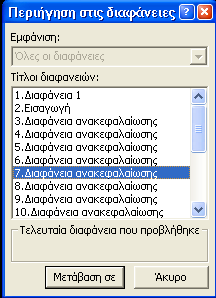 Περιήγηση στις διαφάνειες
Εμφάνιση:
Όλες οι διαφάνειες
Τίτλοι διαφανειών:
1.Διαφάνεια 1
2.Εισαγωγή
3.Διαφάνεια ανακεφαλαίωσης
4.Διαφάνεια ανακεφαλαίωσης
5.Διαφάνεια ανακεφαλαίωσης
6.Διαφάνεια ανακεφαλαίωσης
7.Διαφάνεια ανακεφαλαίωσης
8.Διαφάνεια ανακεφαλαίωσης
9.Διαφάνεια ανακεφαλαίωσης
10.Διαφάνεια ανακεφαλαίωσης
Τελευταία διαφάνεια που προβλήθηκε
Μετάβαση σε Άκυρο